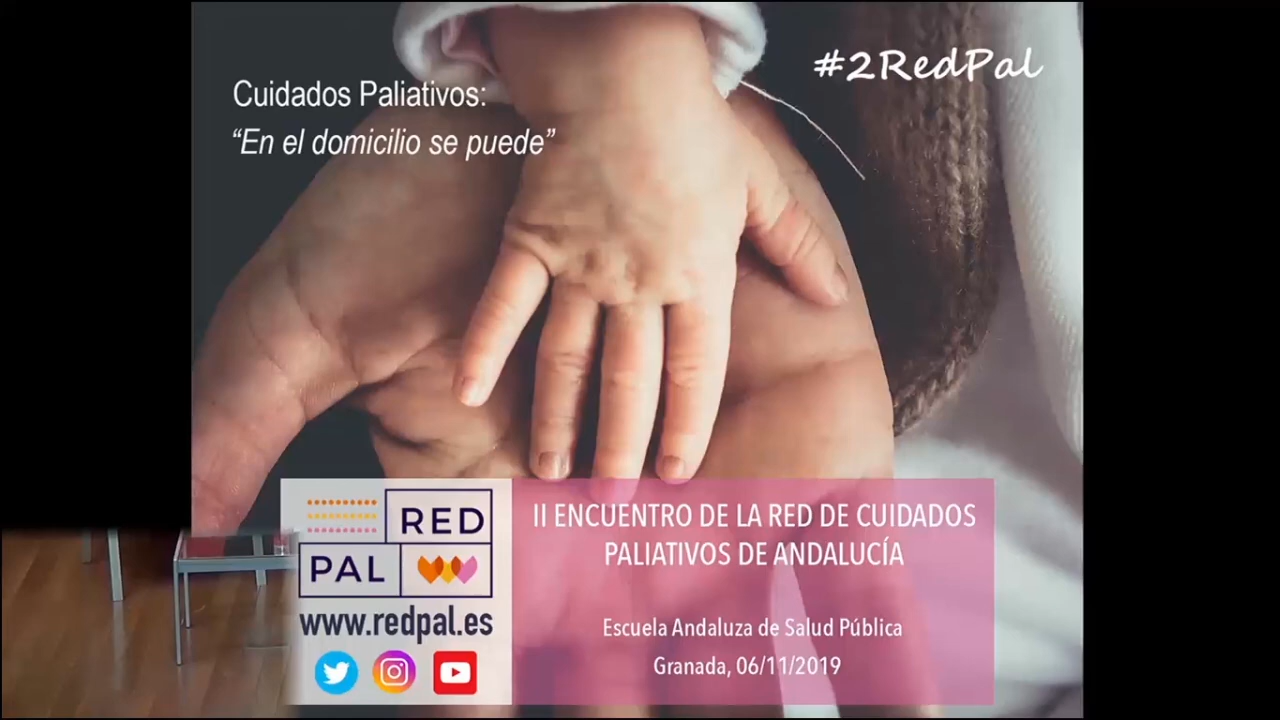 #2RedPal
Cuidados Paliativos:
“En el domicilio se puede”
RED
PAL
www.redpal.es
II ENCUENTRO DE LA RED DE CUIDADOS
PALIATIVOS DE ANDALUCÍA
Escuela Andaluza de Salud Pública
Granada, 06/11/2019